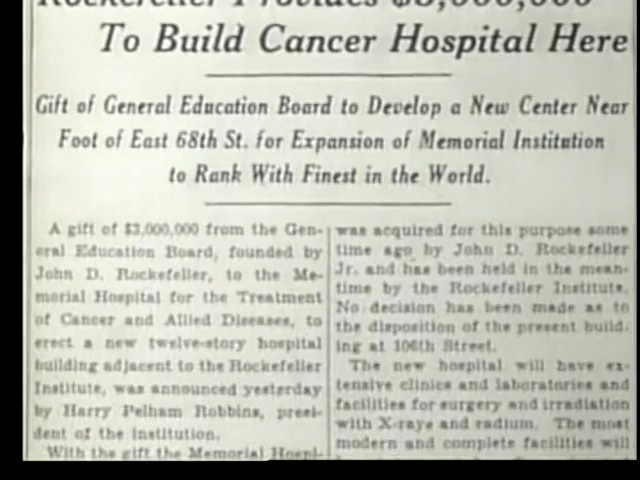 Rockefeller Provides $3,000,000
To Build Cancer Hospital Here
Gift of General Education Board to Develop a New Center Near
Foot of East 68th St. for Expansion of Memorial Institution
to Rank With Finest in the World.
A gift of $3,000,000 from the Gen-
eral Education Board, founded by
John D. Rockefeller, to the Me-
morial Hospital for the Treatment
of Cancer and Allied Diseases, to
erect a new twelve-story hospital
building adjacent to the Rockefeller
Institute, was announced yesterday
by Harry Pelham Robbins, presi-
dent of the institution.
With the gift the Memorial Hospi-
was acquired for this purpose some
time ago by John D. Rockefeller
Jr. and has been held in the mean-
time by the Rockefeller Institute.
No decision has been made as to
the disposition of the present build-
ing at 106th Street.
The new hospital will have ex-
tensive clinics and laboratories and
facilities for surgery and irradiation
with X-rays and radium. The most
modern and complete facilities will